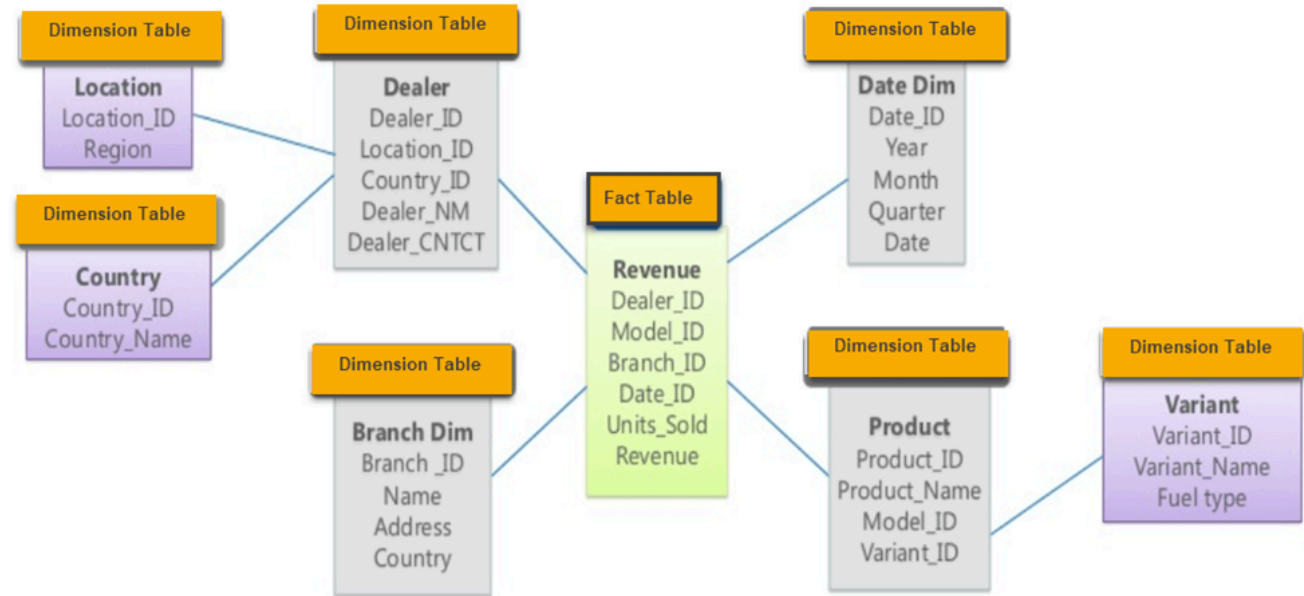 Dimension Table
Location
Location_ID
Region
Dimension Table
Country
Country_ID
Country_Name
Dimension Table
Dealer
Dealer_ID
Location_ID
Country_ID
Dealer_NM
Dealer_CNTCT
Dimension Table
Branch Dim
Branch _ID
Name
Address
Country
Fact Table
Revenue
Dealer_ID
Model_ID
Branch_ID
Date_ID
Units_Sold
Revenue
Dimension Table
Date Dim
Date_ID
Year
Month
Quarter
Date
Dimension Table
Product
Product_ID
Product_Name
Model_ID
Variant_ID
Dimension Table
Variant
Variant_ID
Variant_Name
Fuel type